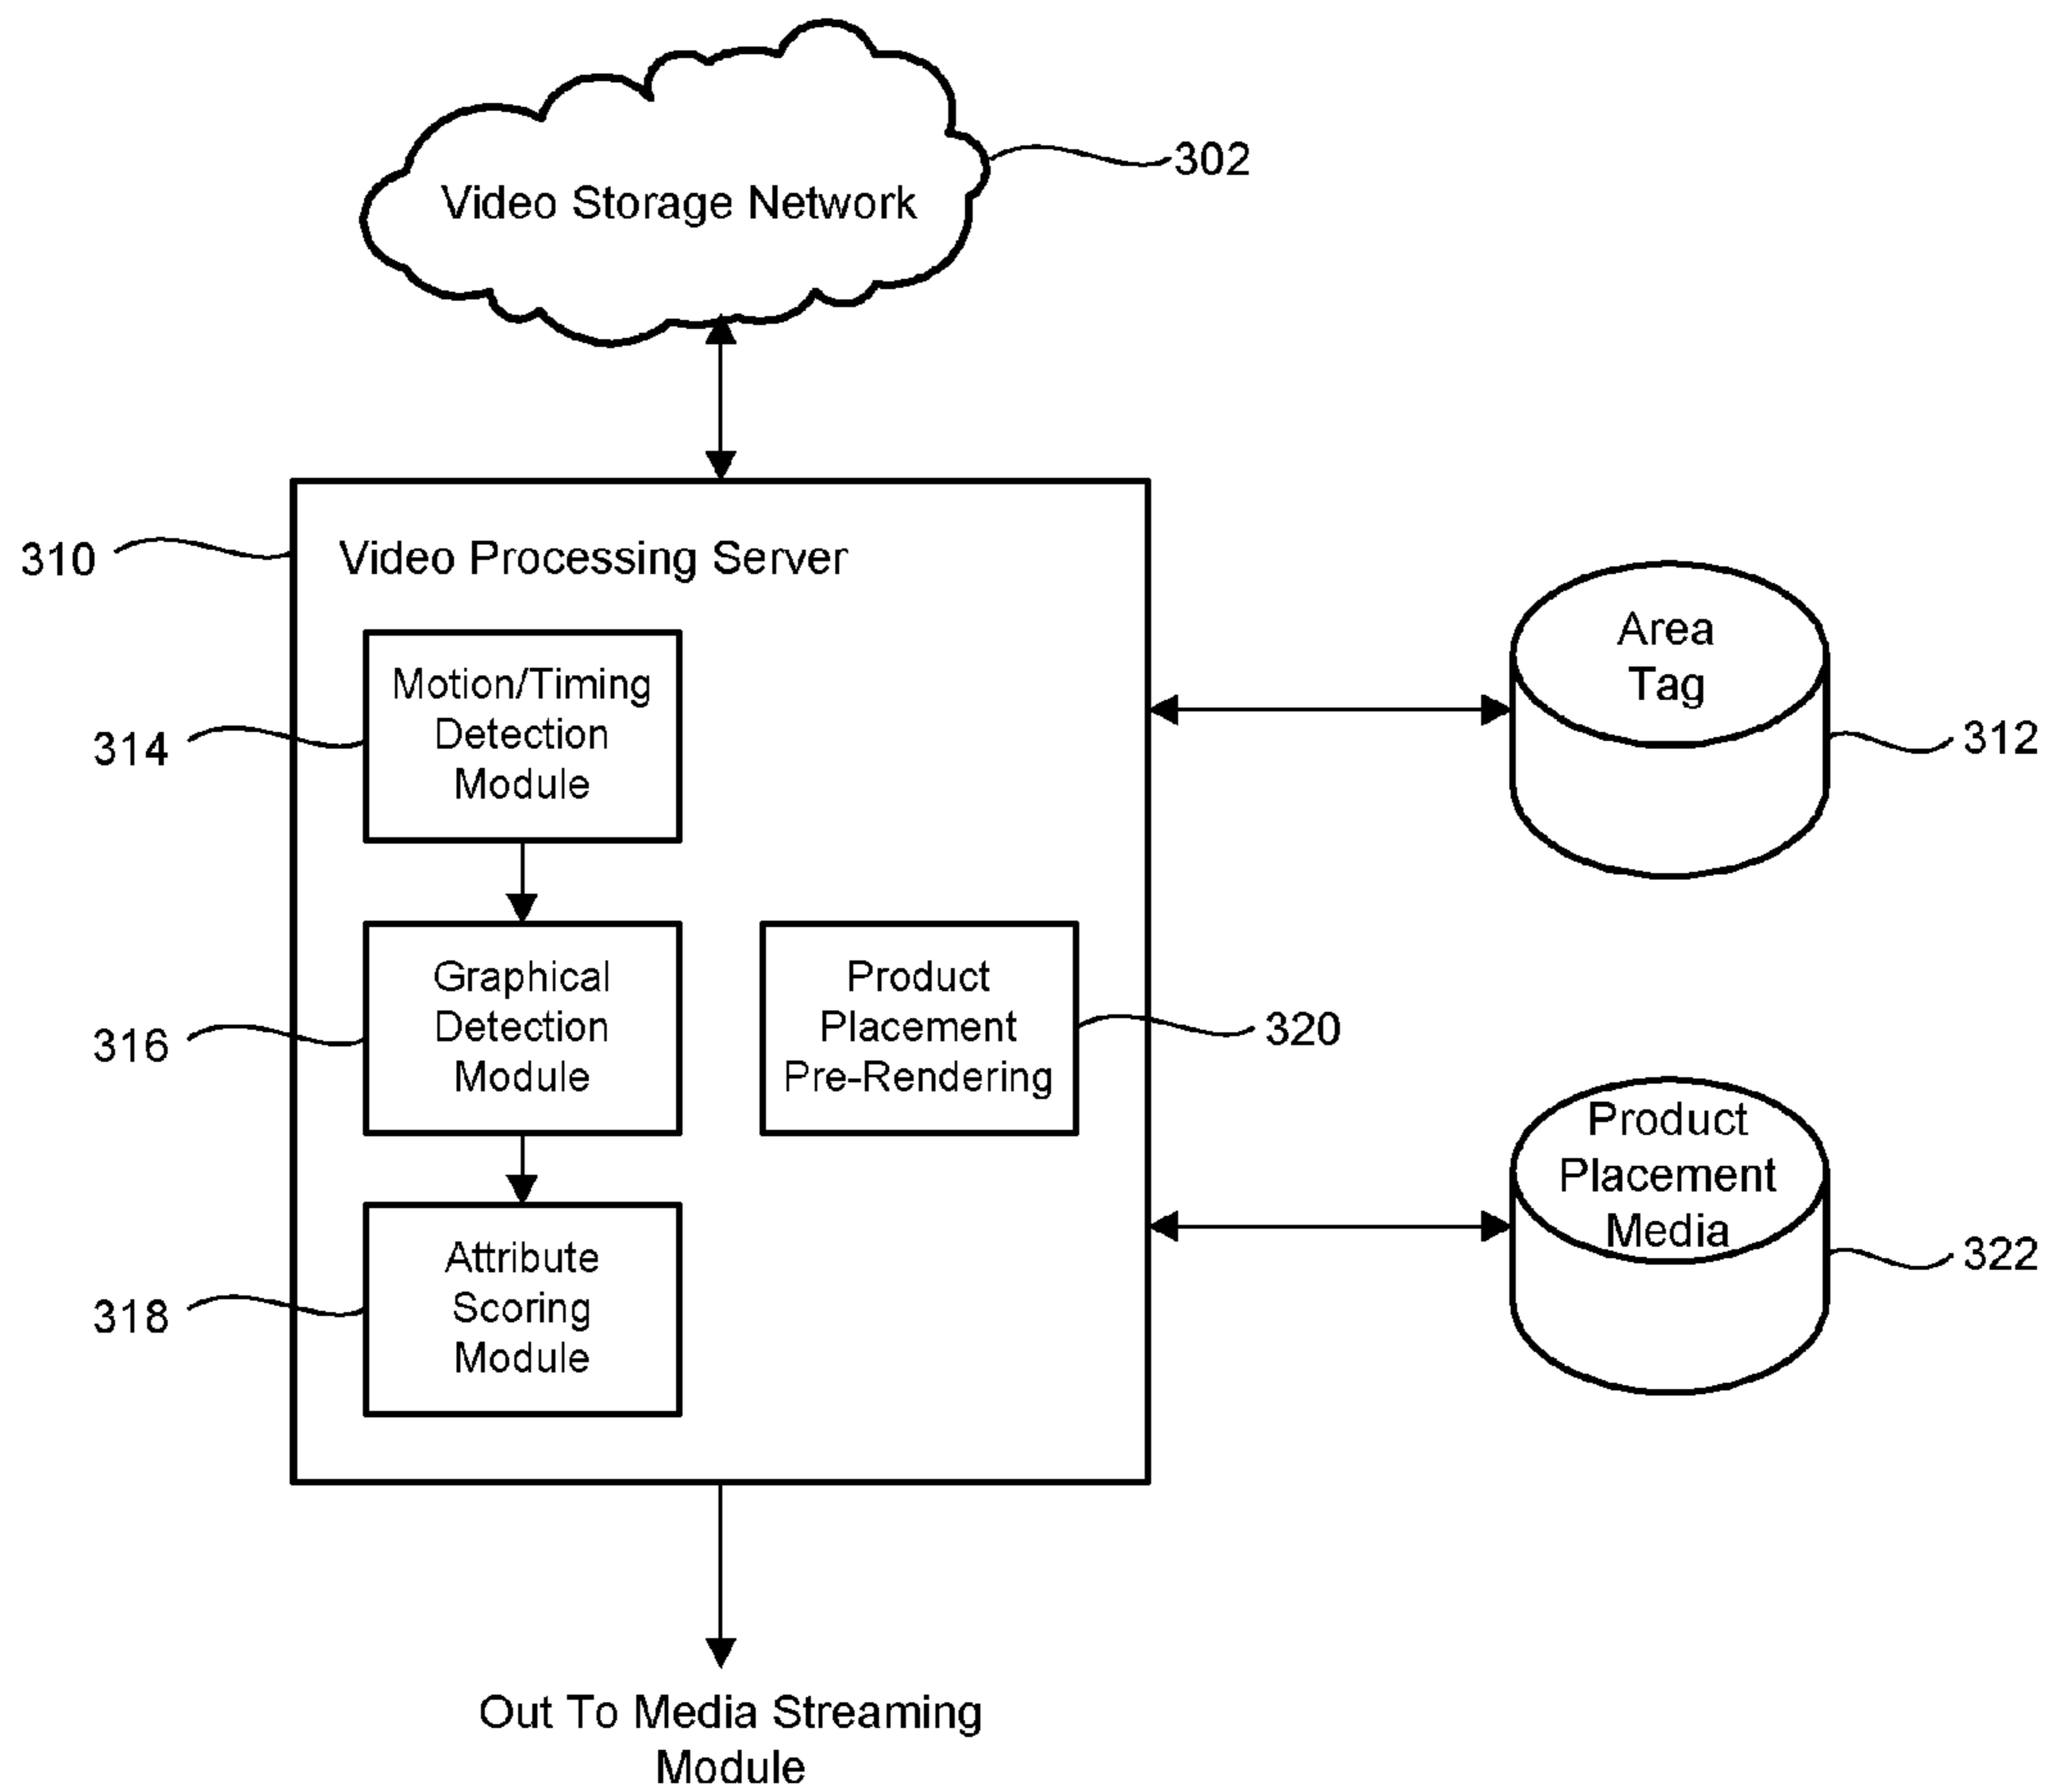 Video Storage Network
302
310
Video Processing Server
Motion/Timing
Detection
Module
314
Area
Tag
312
Graphical
Detection
Module
316
Product
Placement
Pre-Rendering
320
Product
Placement
Media
322
Attribute
Scoring
Module
318
Out To Media Streaming
Module